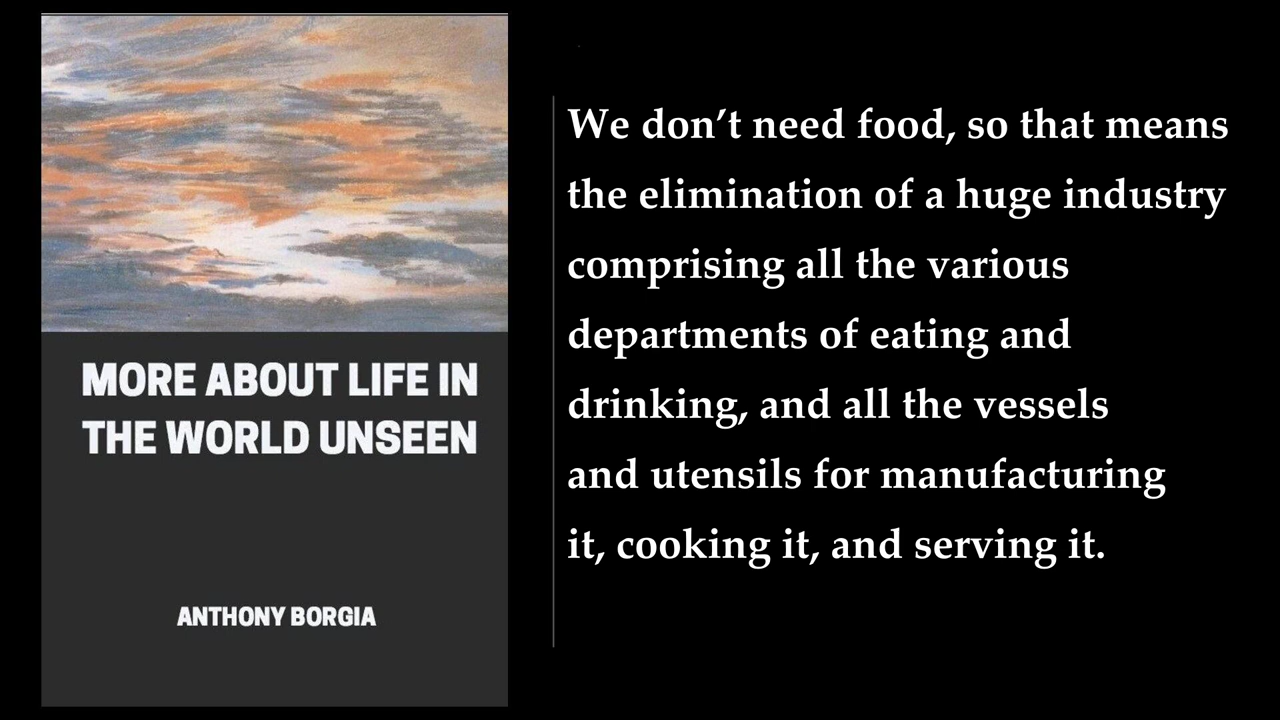 MORE ABOUT LIFE IN
THE WORLD UNSEEN
ANTHONY BORGIA
We don’t need food, so that means
the elimination of a huge industry
comprising all the various
departments of eating and
drinking, and all the vessels
and utensils for manufacturing
it, cooking it, and serving it.